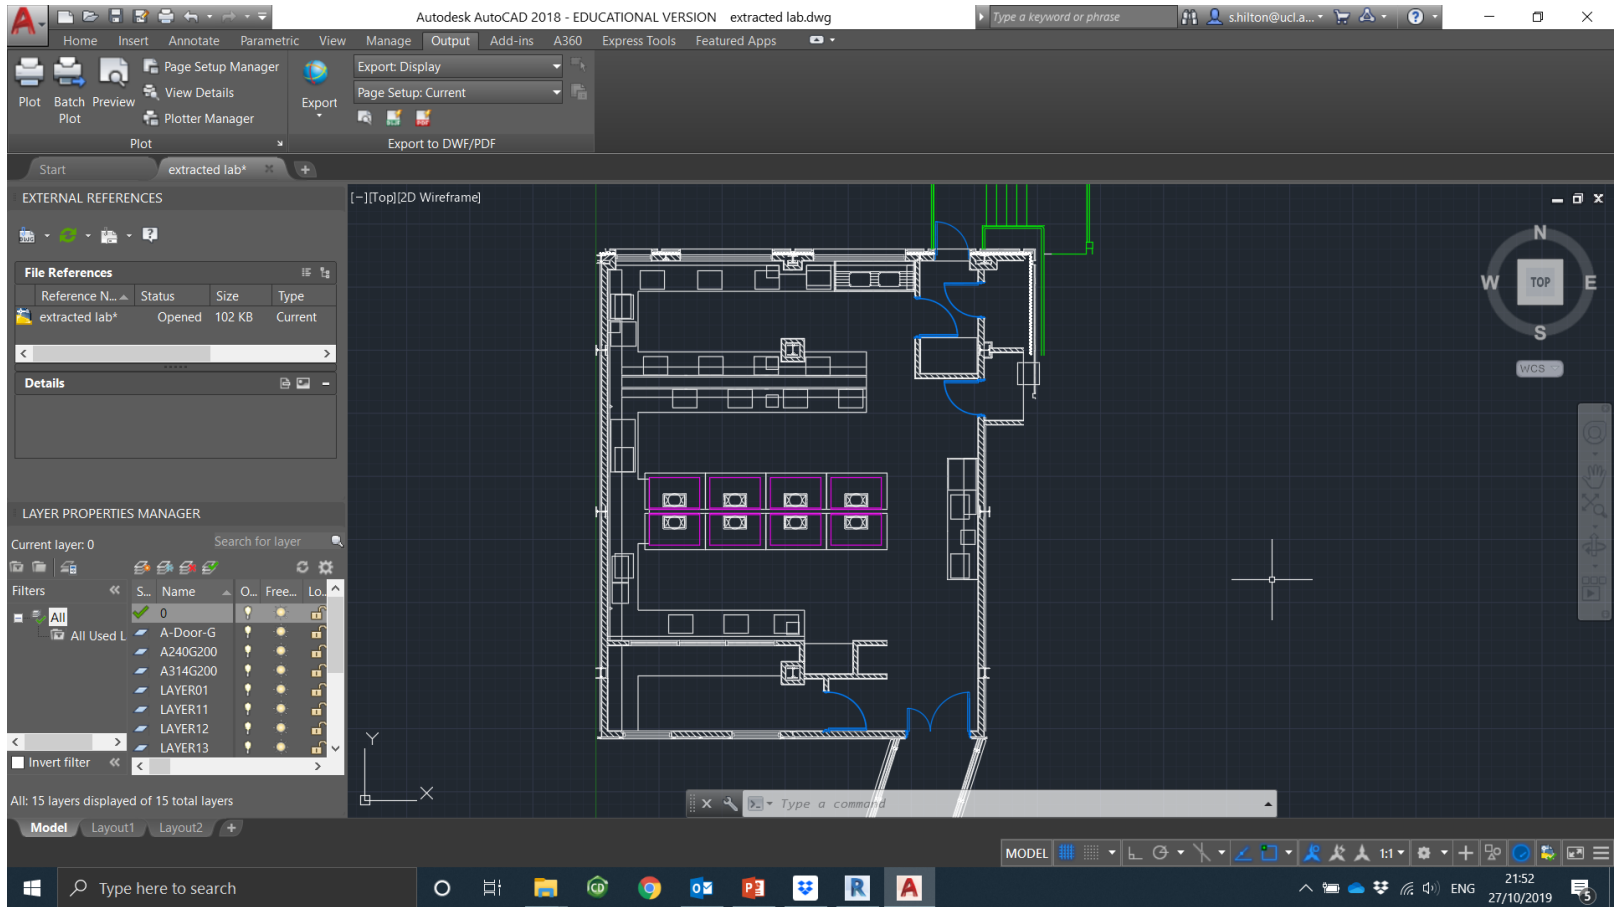 Autodesk AutoCAD 2018 - EDUCATIONAL VERSION extracted lab.dwg
Type a keyword or phrase
s.hilton@ucl.a...
Home Insert Annotate Parametric View Manage Output Add-ins A360 Express Tools Featured Apps
Plot
Batch Plot
Preview
Page Setup Manager
View Details
Plotter Manager
Export
Export: Display
Page Setup: Current
Plot
Export to DWF/PDF
Start
extracted lab*
EXTERNAL REFERENCES
[−][Top][2D Wireframe]
File References
Reference N... Status Size Type
extracted lab* Opened 102 KB Current
Details
N
W TOP E
S
WCS
LAYER PROPERTIES MANAGER
Current layer: 0
Search for layer
Filters
S... Name O... Free... Lo..
All
All Used L
0
A-Door-G
A240G200
A314G200
LAYER01
LAYER11
LAYER12
LAYER13
Invert filter
All: 15 layers displayed of 15 total layers
Y
X
Type a command
Model Layout1 Layout2
MODEL
1:1
Type here to search
ENG
21:52
27/10/2019
5